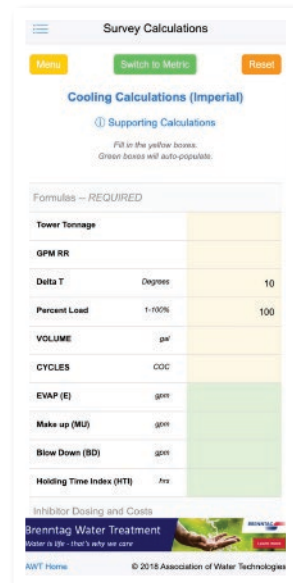 Survey Calculations
Menu
Switch to Metric
Reset
Cooling Calculations (Imperial)
ⓘ Supporting Calculations
Fill in the yellow boxes.
Green boxes will auto-populate.
Formulas -- REQUIRED
Tower Tonnage
GPM RR
Delta T Degrees 10
Percent Load 1-100% 100
VOLUME gal
CYCLES COC
EVAP (E) gpm
Make up (MU) gpm
Blow Down (BD) gpm
Holding Time Index (HTI) hrs
Inhibitor Dosing and Costs
Brenntag Water Treatment
Water is life - that's why we care
BRENNTAG
Learn more
AWT Home © 2018 Association of Water Technologies